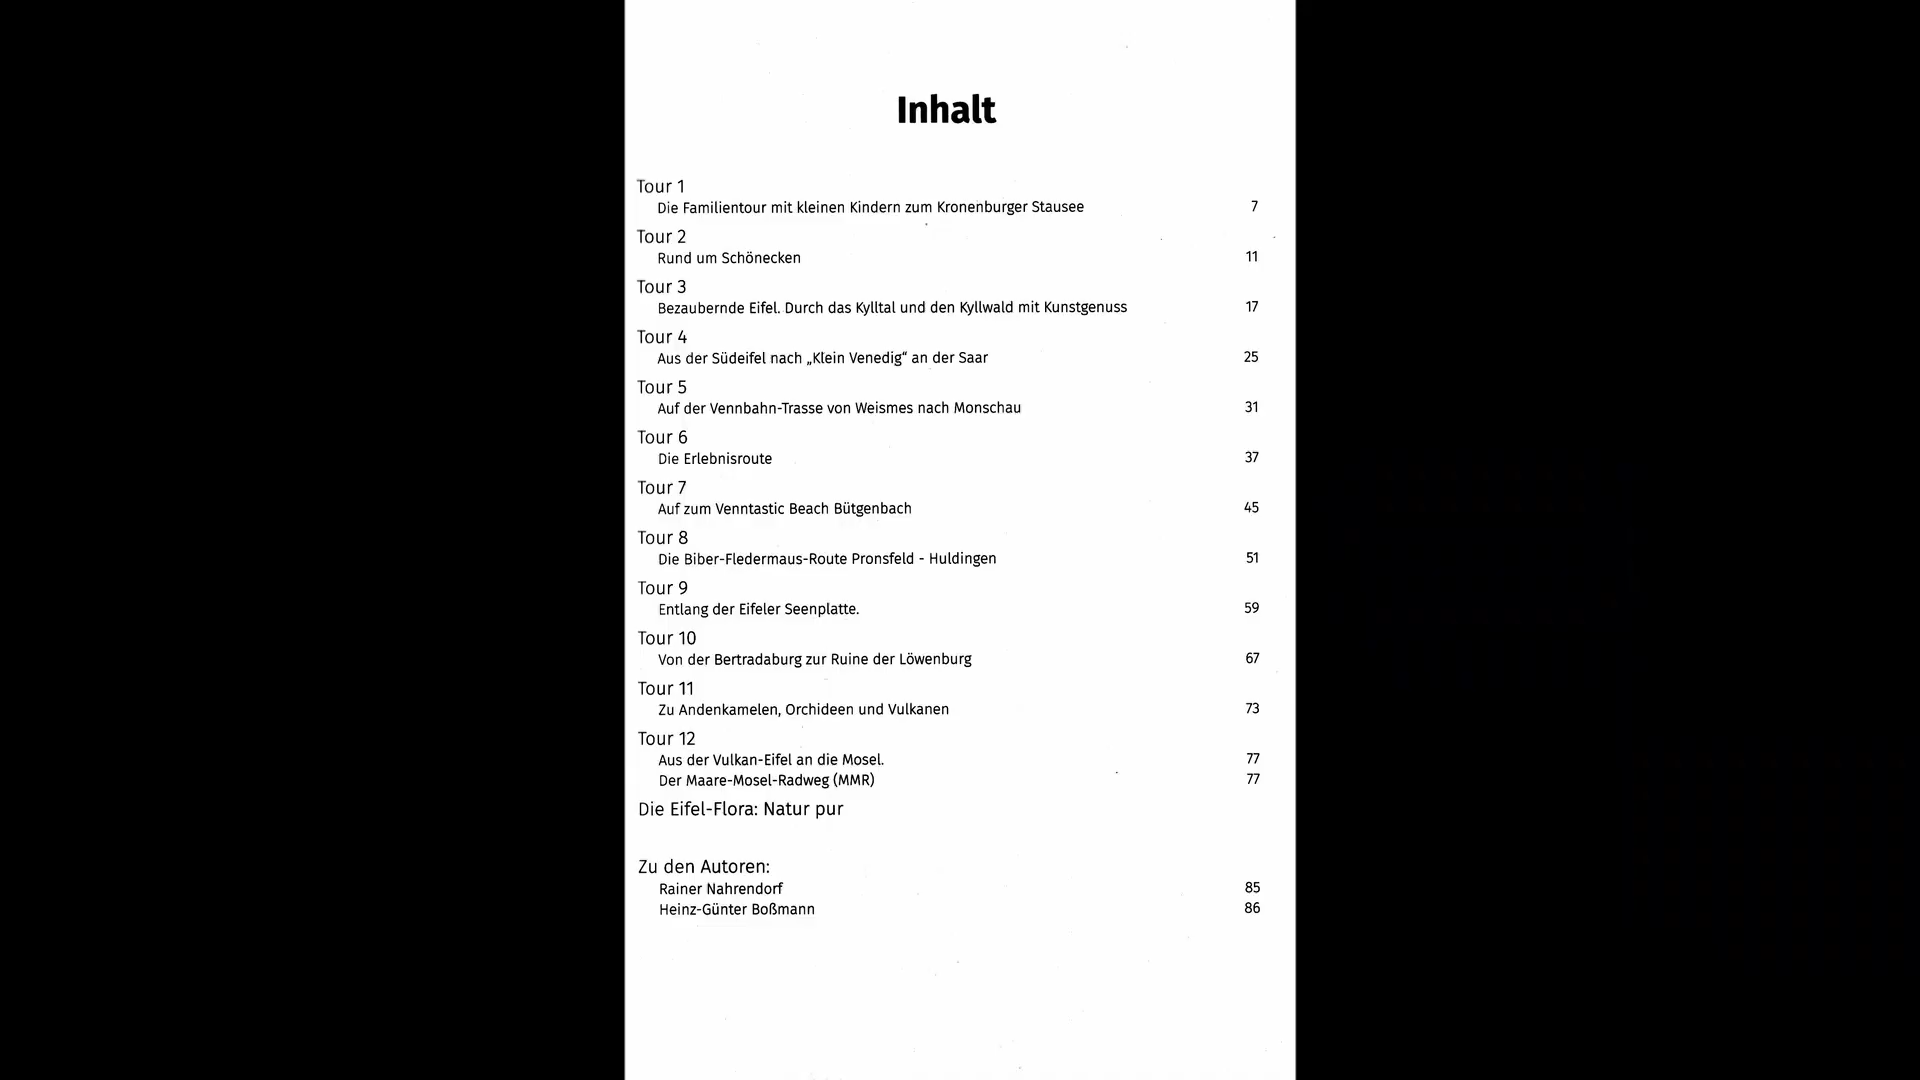 Inhalt
Tour 1
Die Familientour mit kleinen Kindern zum Kronenburger Stausee 7
Tour 2
Rund um Schönecken 11
Tour 3
Bezaubernde Eifel. Durch das Kylltal und den Kyllwald mit Kunstgenuss 17
Tour 4
Aus der Südeifel nach „Klein Venedig“ an der Saar 25
Tour 5
Auf der Vennbahn-Trasse von Weismes nach Monschau 31
Tour 6
Die Erlebnisroute 37
Tour 7
Auf zum Venntastic Beach Bütgenbach 45
Tour 8
Die Biber-Fledermaus-Route Pronsfeld - Huldingen 51
Tour 9
Entlang der Eifeler Seenplatte. 59
Tour 10
Von der Bertradaburg zur Ruine der Löwenburg 67
Tour 11
Zu Andenkamelen, Orchideen und Vulkanen 73
Tour 12
Aus der Vulkan-Eifel an die Mosel. 77
Der Maare-Mosel-Radweg (MMR) 77
Die Eifel-Flora: Natur pur
Zu den Autoren:
Rainer Nahrendorf 85
Heinz-Günter Boßmann 86